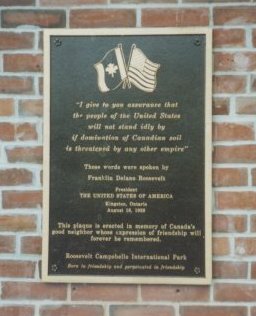 "I give to you assurance that
the people of the United States
will not stand idly by
if domination of Canadian soil
is threatened by any other empire"
These words were spoken by
Franklin Delano Roosevelt
President
THE UNITED STATES OF AMERICA
Kingston, Ontario
August 18, 1938
This plaque is erected in memory of Canada's
good neighbor whose expression of friendship will
forever be remembered.
Roosevelt Campobello International Park
Born in friendship and perpetuated in friendship